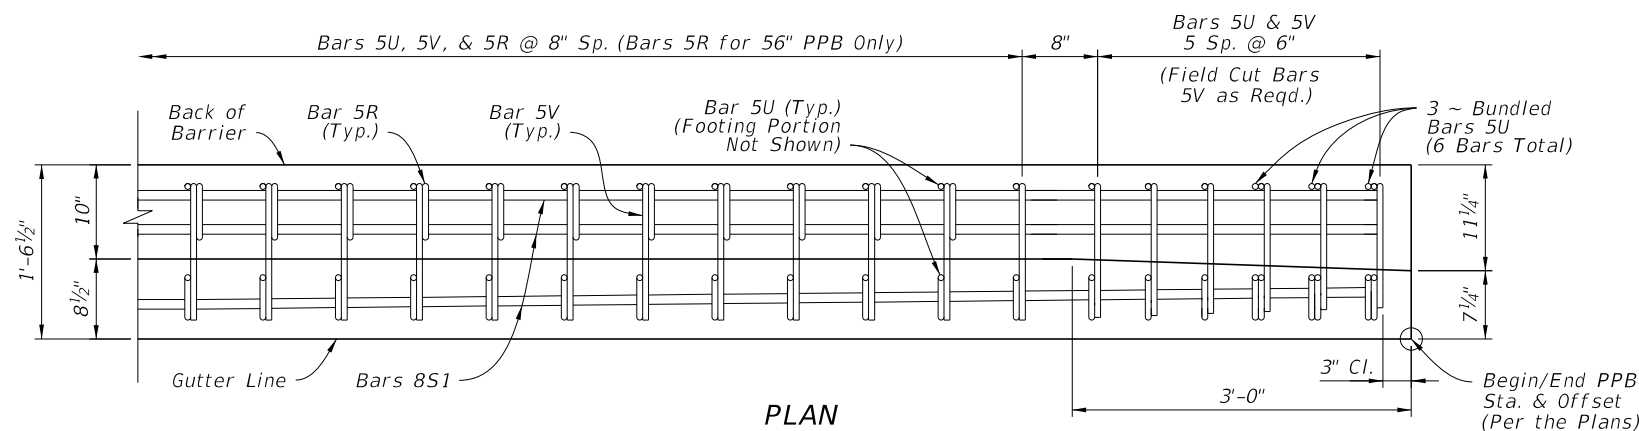 Bars 5U & 5V
5 Sp. @ 6"
Bars 5U, 5V, & 5R @ 8" Sp. (Bars 5R for 56" PPB Only)
8"
(Field Cut Bars
5V as Reqd.)
Back of
Barrier
Bar 5R
(Typ.)
Bar 5V
(Typ.)
Bar 5U (Typ.)
(Footing Portion
Not Shown)
3 ~ Bundled
Bars 5U
(6 Bars Total)
1'-6½"
10"
8½"
11¼"
7¼"
Gutter Line
Bars 8S1
3" Cl.
3'-0"
Begin/End PPB
Sta. & Offset
(Per the Plans)
PLAN